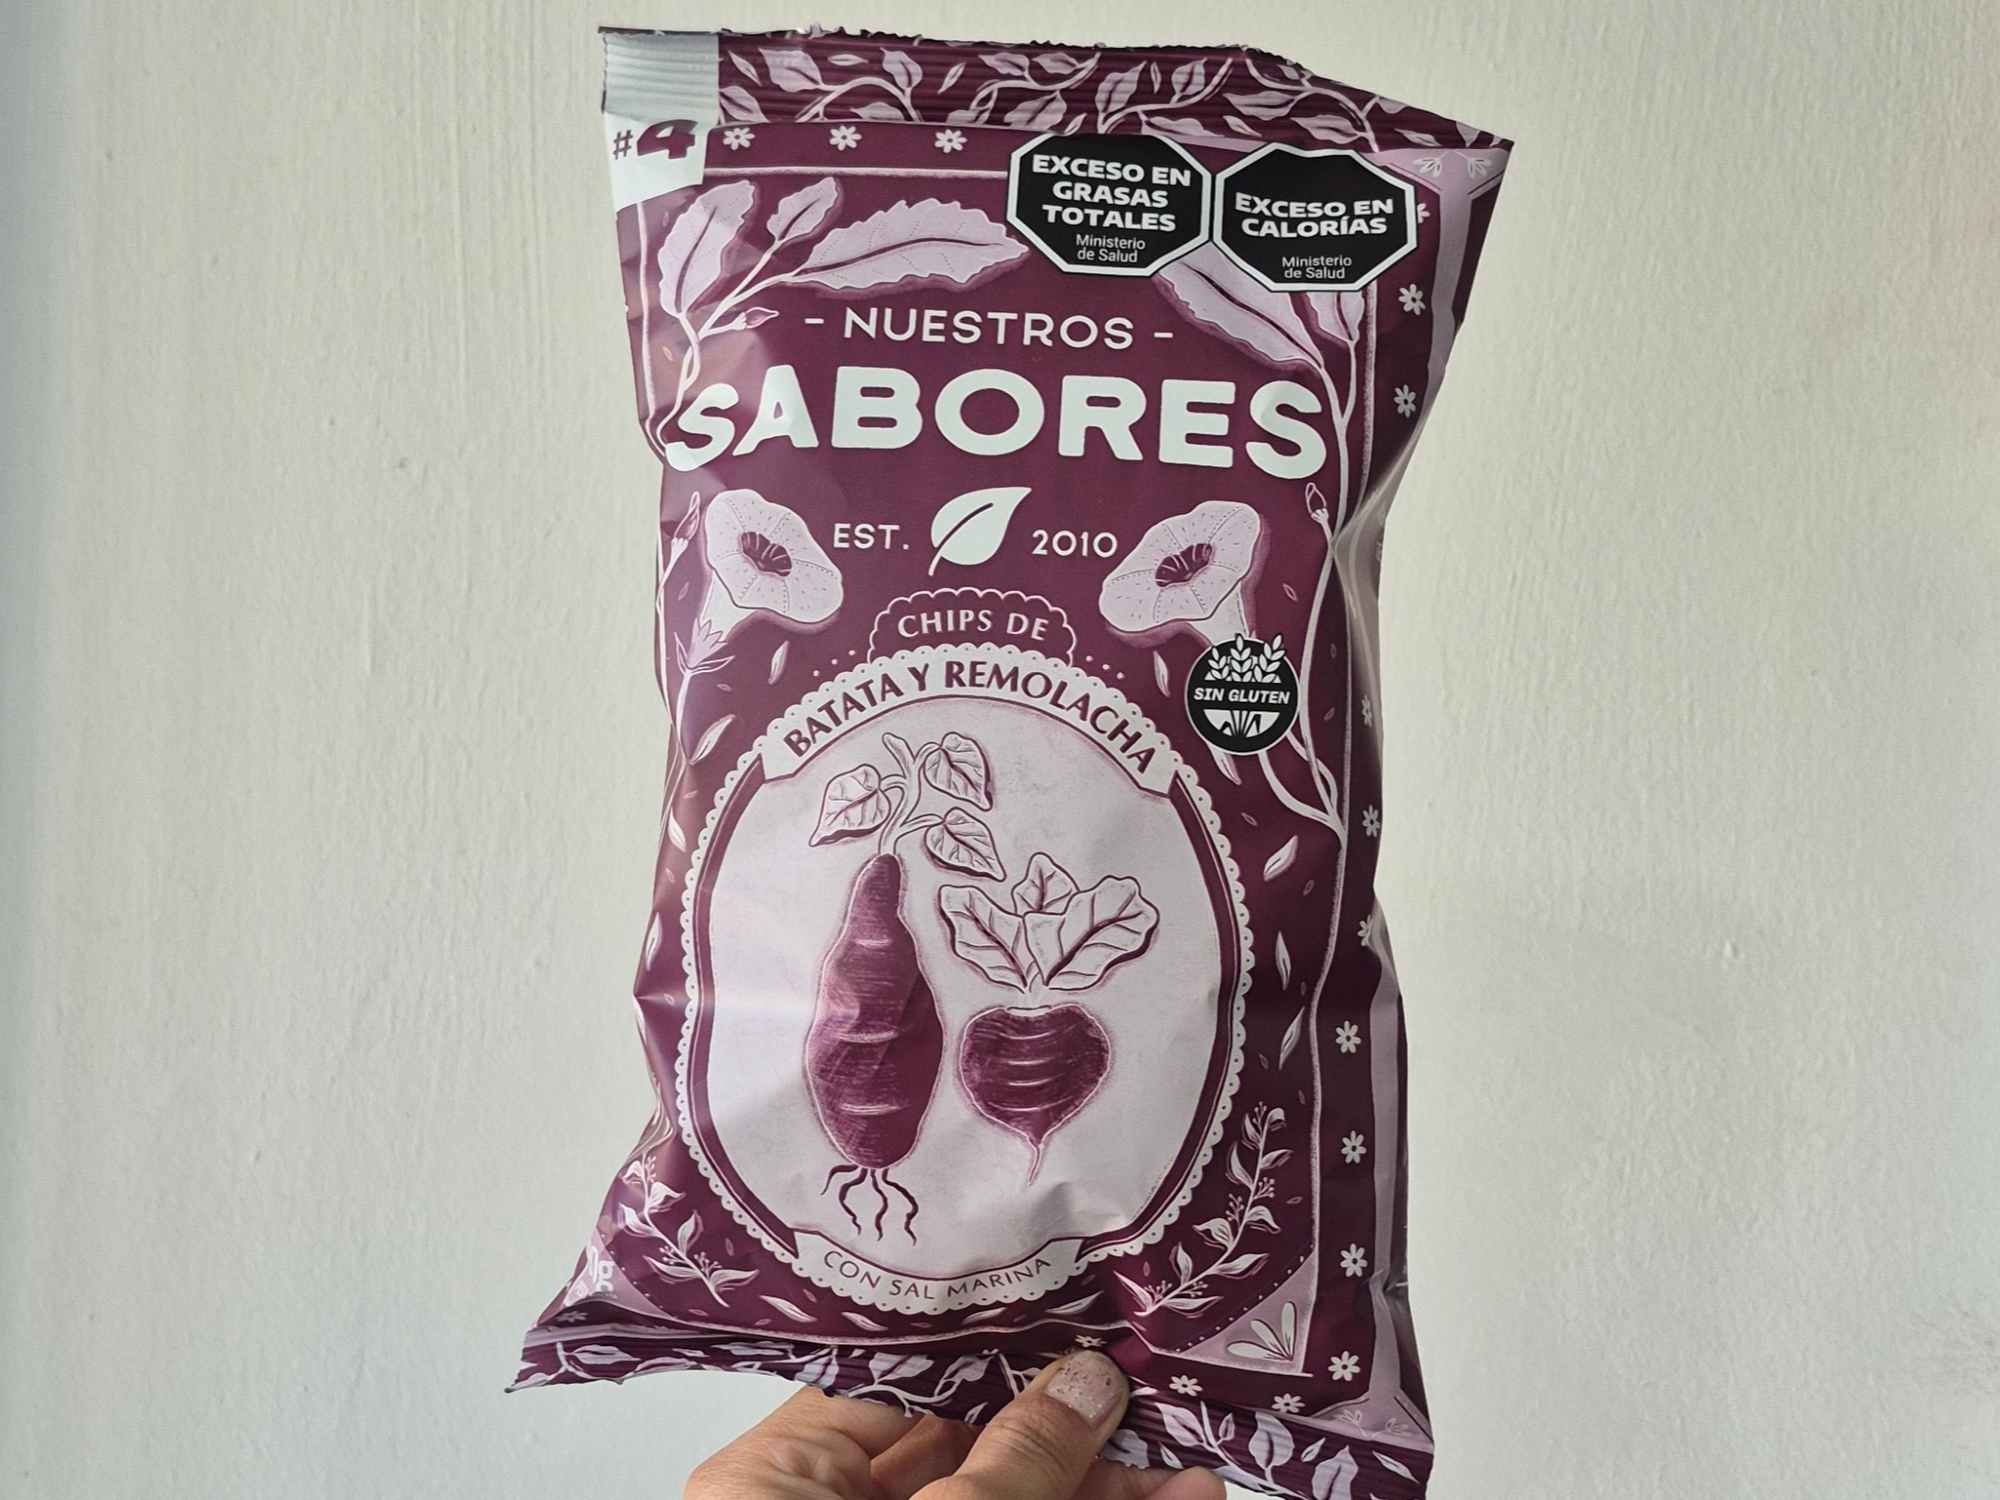 #4
EXCESO EN
GRASAS
TOTALES
Ministerio
de Salud
EXCESO EN
CALORÍAS
Ministerio
de Salud
- NUESTROS -
SABORES
EST. 2010
CHIPS DE
BATATA Y REMOLACHA
SIN GLUTEN
CON SAL MARINA